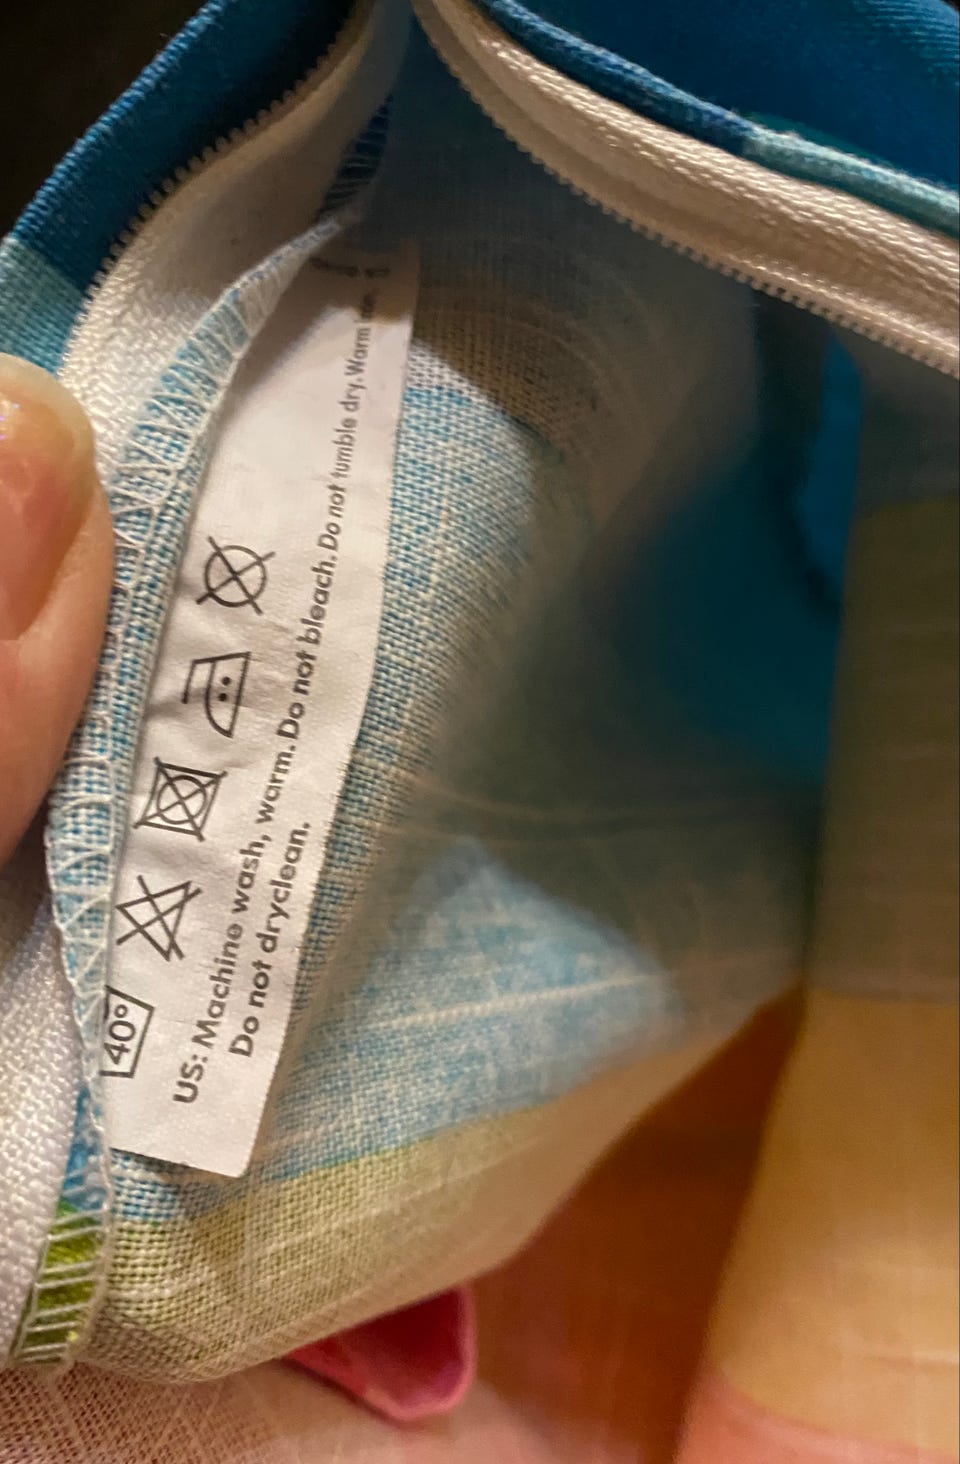 40°
US: Machine wash, warm. Do not bleach. Do not tumble dry. Warm
Do not dryclean.